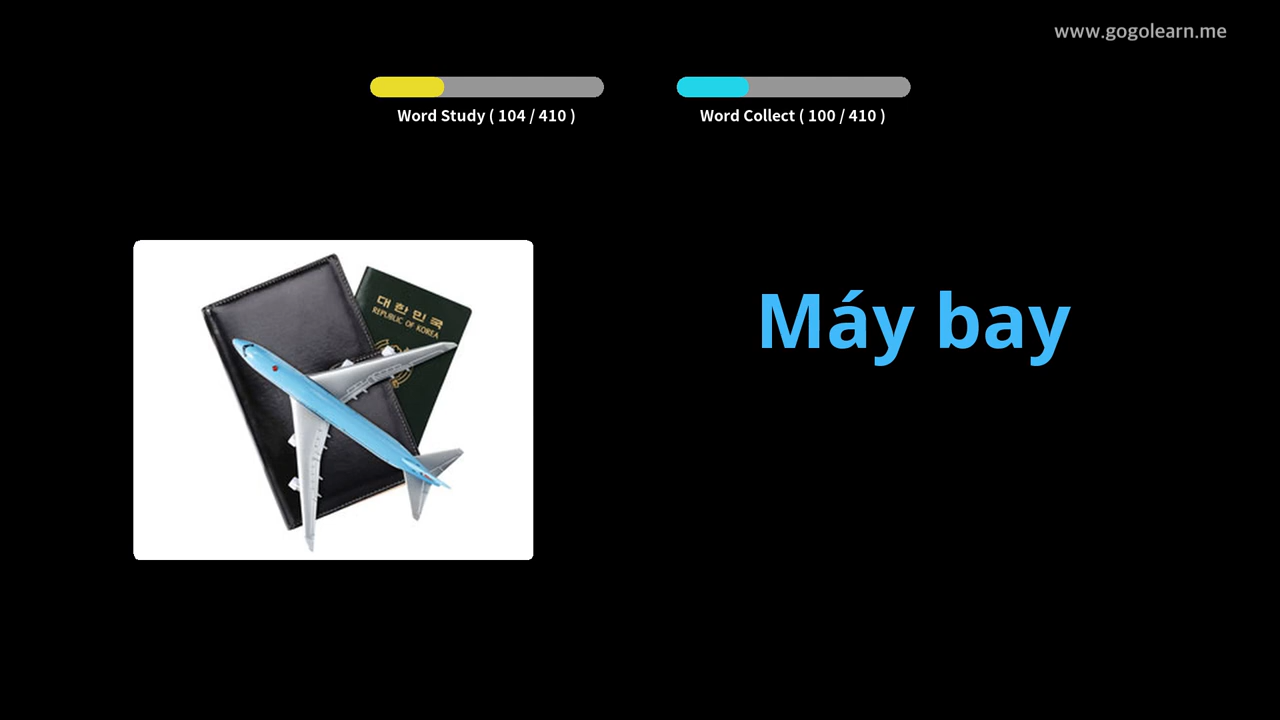 www.gogolearn.me
Word Study ( 104 / 410 )
Word Collect ( 100 / 410 )
대한민국
REPUBLIC OF KOREA
Máy bay